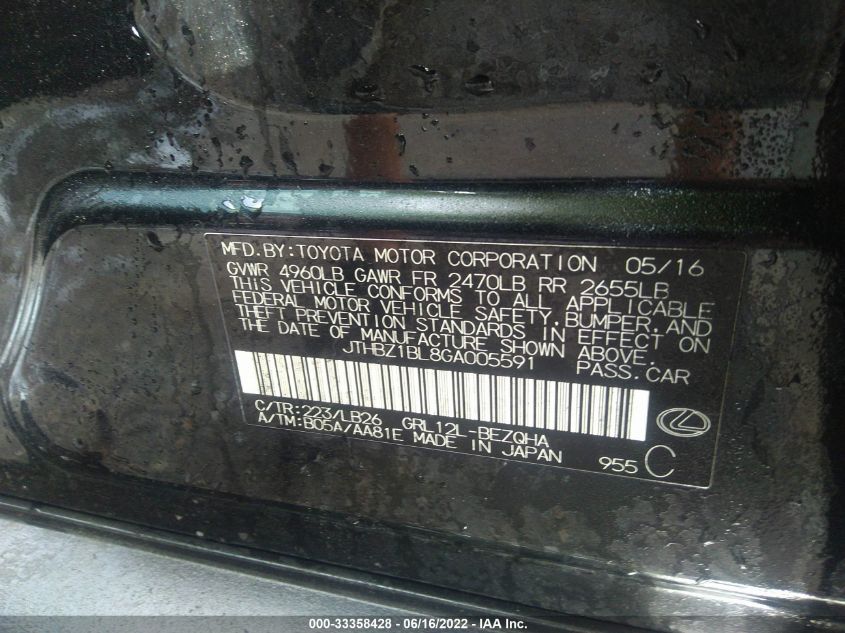 MFD.BY:TOYOTA MOTOR CORPORATION 05/16
GVWR 4960LB GAWR FR 2470LB RR 2655LB
THIS VEHICLE CONFORMS TO ALL APPLICABLE
FEDERAL MOTOR VEHICLE SAFETY,BUMPER,AND
THEFT PREVENTION STANDARDS IN EFFECT ON
THE DATE OF MANUFACTURE SHOWN ABOVE.
JTHBZ1BL8GA005591 PASS.CAR
C/TR:223/LB26 GRL12L-BEZQHA
A/TM:B05A/AA81E MADE IN JAPAN 955 C
000-33358428 - 06/16/2022 - IAA Inc.